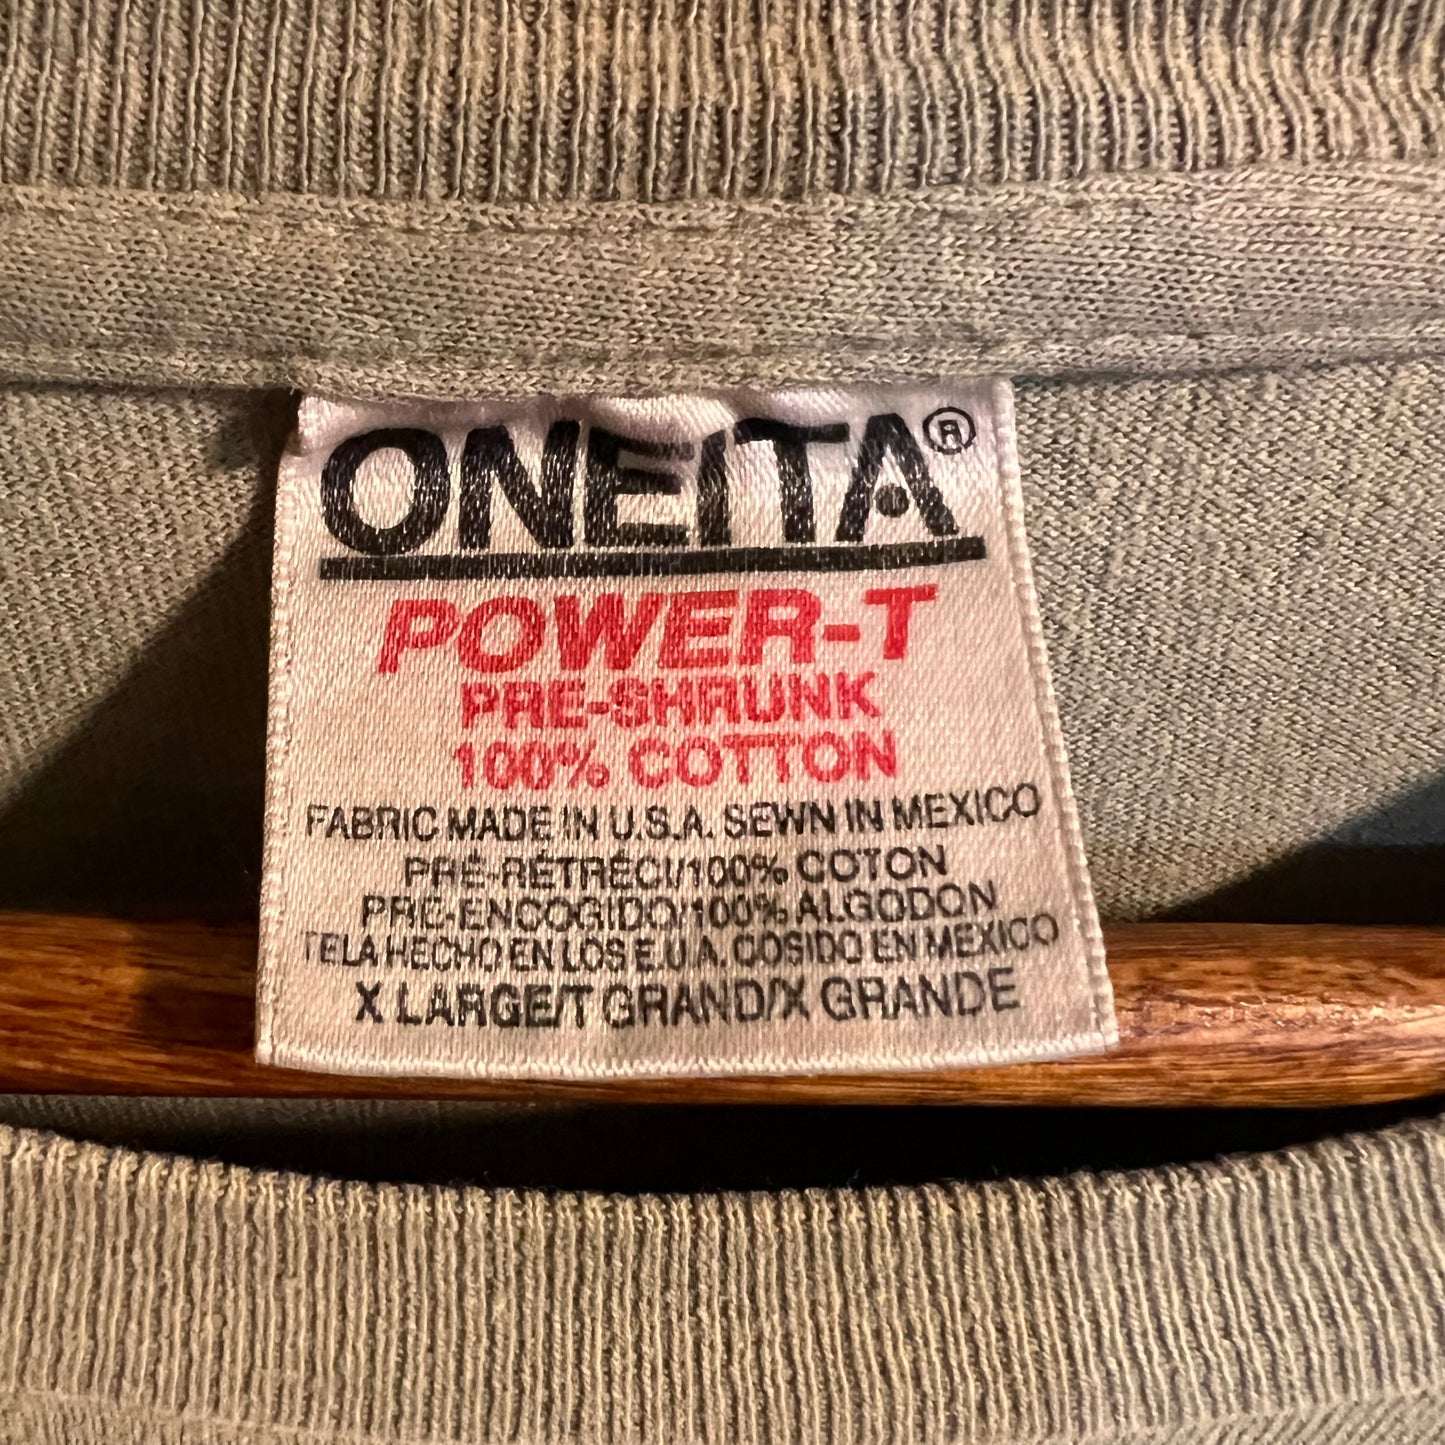 ONEITA®
POWER-T
PRE-SHRUNK
100% COTTON
FABRIC MADE IN U.S.A. SEWN IN MEXICO
PRÉ-RÉTRÉCI/100% COTON
PRE-ENCOGIDO/100% ALGODON
TELA HECHO EN LOS E.U.A. COSIDO EN MEXICO
X LARGE/T GRAND/X GRANDE